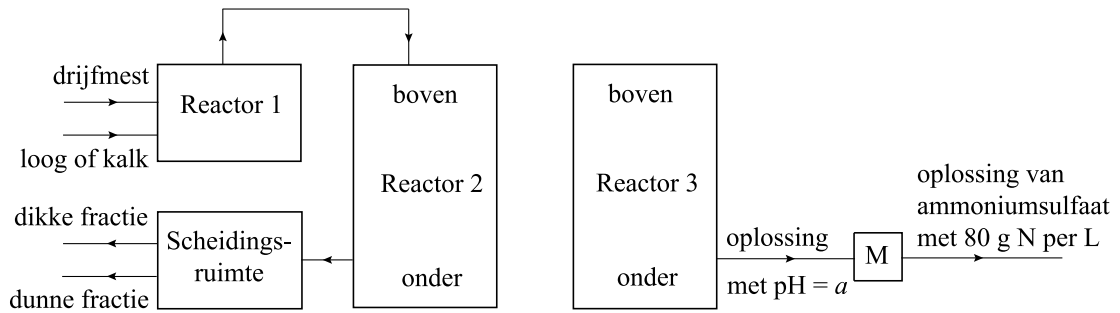 drijfmest
loog of kalk
Reactor 1
boven
Reactor 2
onder
dikke fractie
dunne fractie
Scheidings-
ruimte
boven
Reactor 3
onder
oplossing
met pH = a
M
oplossing van
ammoniumsulfaat
met 80 g N per L